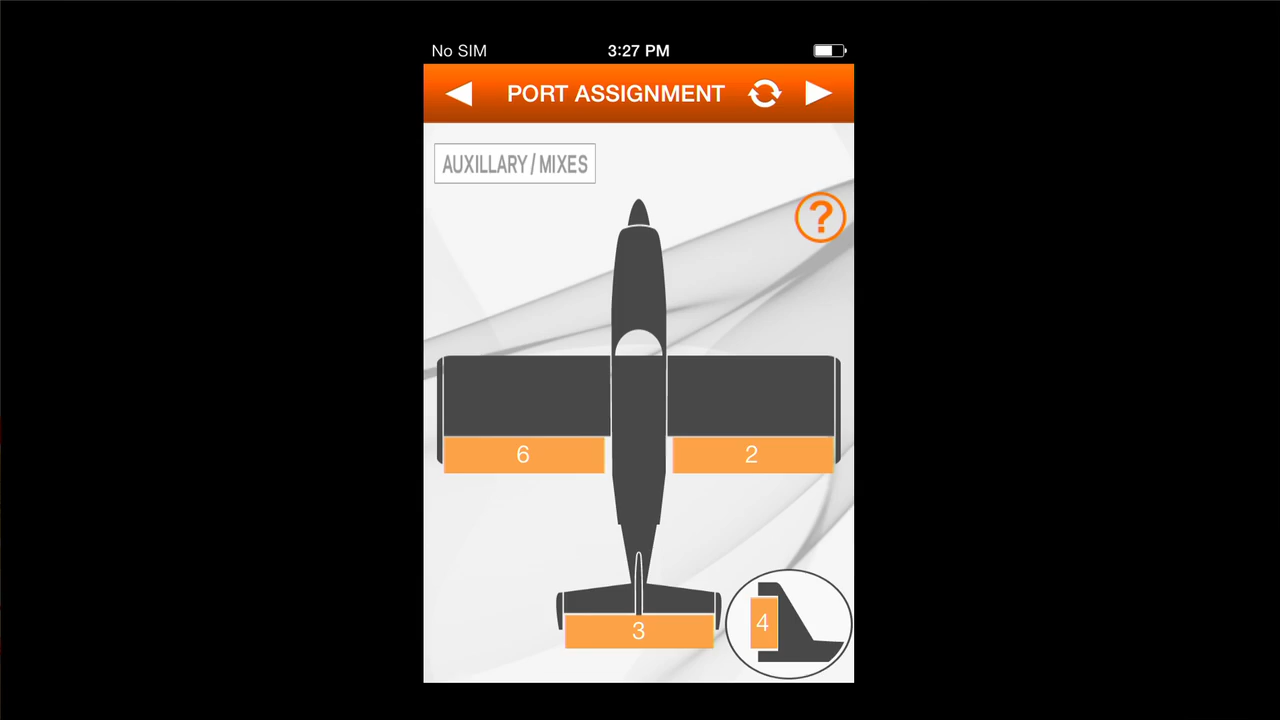 No SIM 3:27 PM
PORT ASSIGNMENT
AUXILLARY / MIXES
?
6 2
3
4